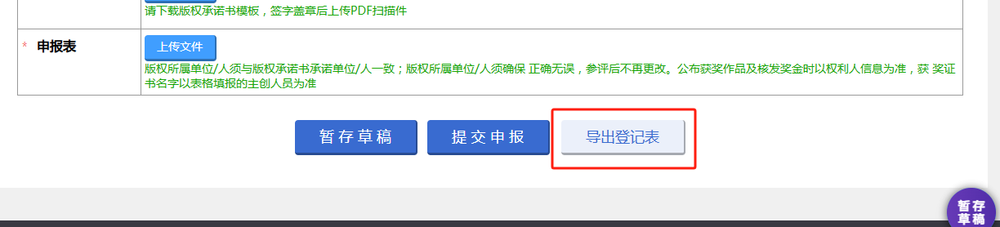 请下载版权承诺书模板，签字盖章后上传PDF扫描件
* 申报表
上传文件
版权所属单位/人须与版权承诺书承诺单位/人一致；版权所属单位/人须确保 正确无误，参评后不再更改。公布获奖作品及核发奖金时以权利人信息为准，获 奖证
书名字以表格填报的主创人员为准
暂存草稿 提交申报 导出登记表
暂存
草稿